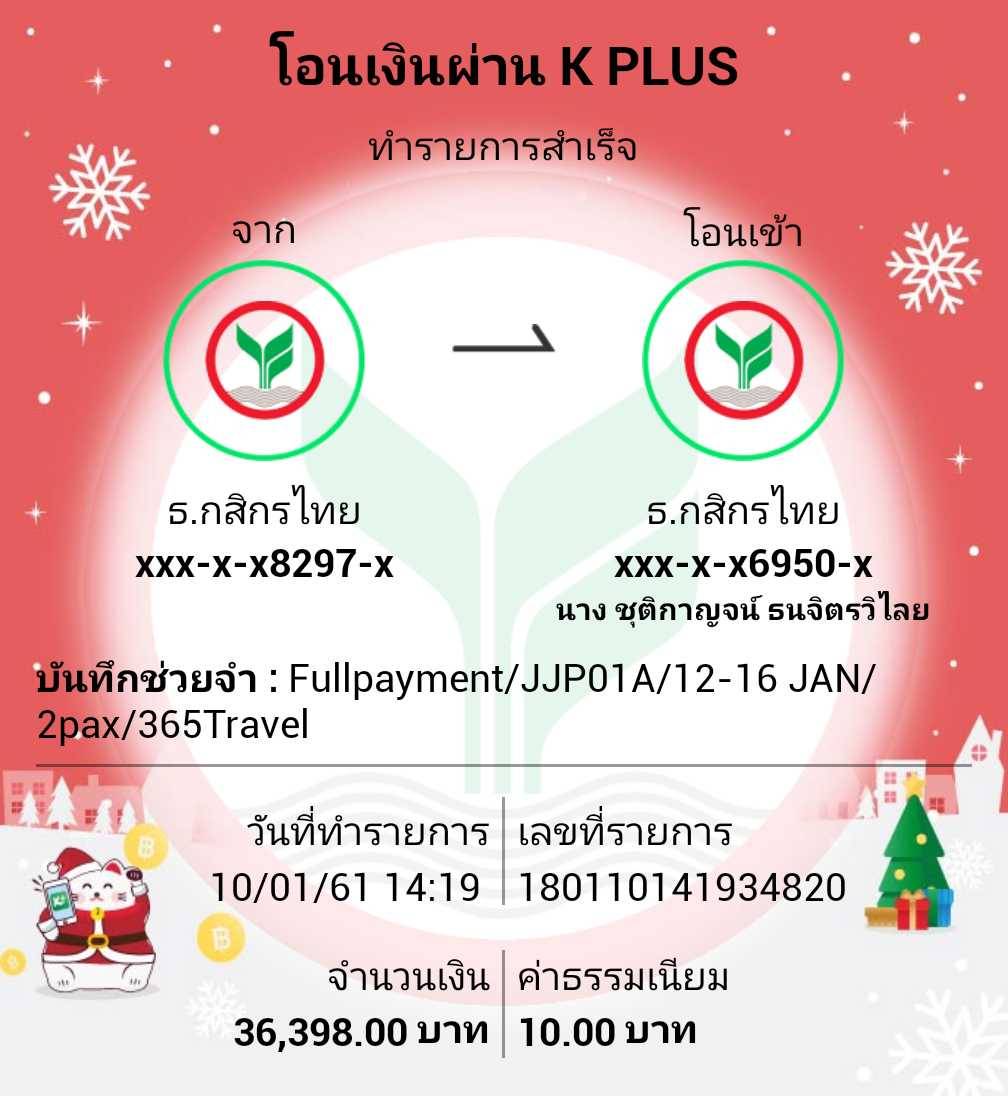 โอนเงินผ่าน K PLUS
ทำรายการสำเร็จ
จาก
โอนเข้า
ธ.กสิกรไทย
xxx-x-x8297-x
ธ.กสิกรไทย
xxx-x-x6950-x
นาง ชุติกาญจน์ ธนจิตรวิไลย
บันทึกช่วยจำ : Fullpayment/JJP01A/12-16 JAN/
2pax/365Travel
วันที่ทำรายการ
10/01/61 14:19
เลขที่รายการ
180110141934820
จำนวนเงิน
36,398.00 บาท
ค่าธรรมเนียม
10.00 บาท